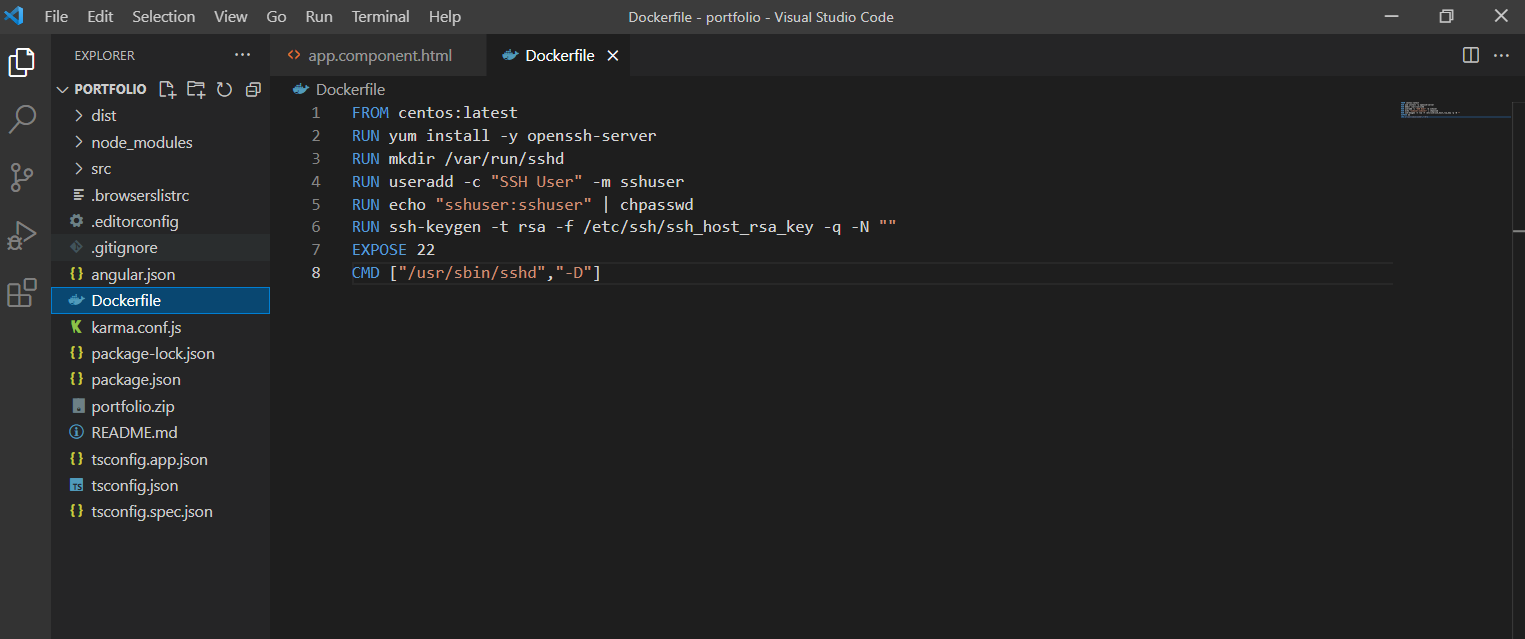 File Edit Selection View Go Run Terminal Help Dockerfile - portfolio - Visual Studio Code
EXPLORER
app.component.html Dockerfile
PORTFOLIO
dist
node_modules
src
.browserslistrc
.editorconfig
.gitignore
angular.json
Dockerfile
karma.conf.js
package-lock.json
package.json
portfolio.zip
README.md
tsconfig.app.json
tsconfig.json
tsconfig.spec.json
Dockerfile
1 FROM centos:latest
2 RUN yum install -y openssh-server
3 RUN mkdir /var/run/sshd
4 RUN useradd -c "SSH User" -m sshuser
5 RUN echo "sshuser:sshuser" | chpasswd
6 RUN ssh-keygen -t rsa -f /etc/ssh/ssh_host_rsa_key -q -N ""
7 EXPOSE 22
8 CMD ["/usr/sbin/sshd","-D"]